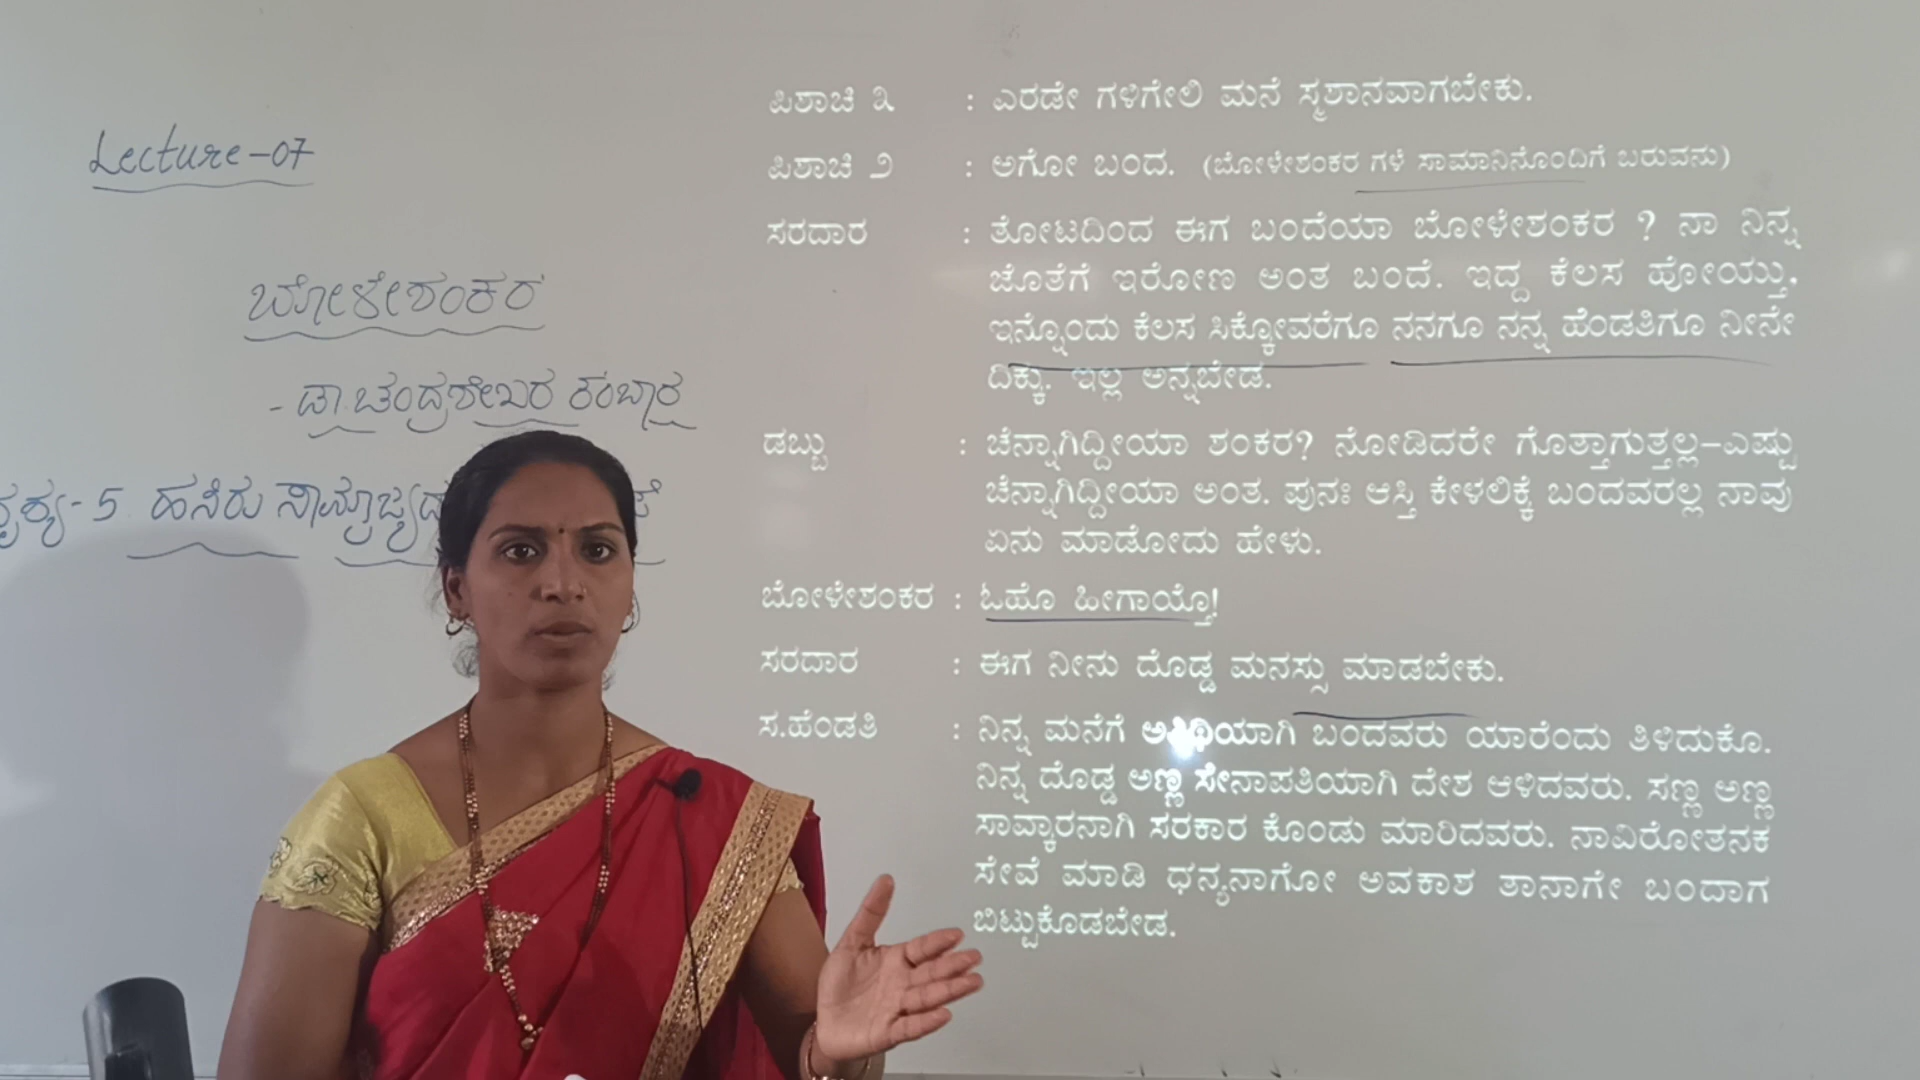 Lecture-07
ಬೋಳೇಶಂಕರ
- ಡಾ. ಚಂದ್ರಶೇಖರ ಕಂಬಾರ
ದೃಶ್ಯ-5 ಹಸಿರು
ಪಿಶಾಚಿ ೩ : ಎರಡೇ ಗಳಿಗೇಲಿ ಮನೆ ಸ್ಮಶಾನವಾಗಬೇಕು.
ಪಿಶಾಚಿ ೨ : ಅಗೋ ಬಂದ. (ಬೋಳೇಶಂಕರ ಗಳೆ ಸಾಮಾನಿನೊಂದಿಗೆ ಬರುವನು)
ಸರದಾರ : ತೋಟದಿಂದ ಈಗ ಬಂದೆಯಾ ಬೋಳೇಶಂಕರ ? ನಾ ನಿನ್ನ
ಜೊತೆಗೆ ಇರೋಣ ಅಂತ ಬಂದೆ. ಇದ್ದ ಕೆಲಸ ಹೋಯ್ತು.
ಇನ್ನೊಂದು ಕೆಲಸ ಸಿಕ್ಕೋವರೆಗೂ ನನಗೂ ನನ್ನ ಹೆಂಡತಿಗೂ ನೀನೇ
ದಿಕ್ಕು. ಇಲ್ಲ ಅನ್ನಬೇಡ.
ಡಬ್ಬು : ಚೆನ್ನಾಗಿದ್ದೀಯಾ ಶಂಕರ? ನೋಡಿದರೇ ಗೊತ್ತಾಗುತ್ತಲ್ಲ-ಎಷ್ಟು
ಚೆನ್ನಾಗಿದ್ದೀಯಾ ಅಂತ. ಪುನಃ ಆಸ್ತಿ ಕೇಳಲಿಕ್ಕೆ ಬಂದವರಲ್ಲ ನಾವು
ಏನು ಮಾಡೋದು ಹೇಳು.
ಬೋಳೇಶಂಕರ : ಓಹೊ ಹೀಗಾಯ್ತೊ!
ಸರದಾರ : ಈಗ ನೀನು ದೊಡ್ಡ ಮನಸ್ಸು ಮಾಡಬೇಕು.
ಸ.ಹೆಂಡತಿ : ನಿನ್ನ ಮನೆಗೆ ಅತಿಥಿಯಾಗಿ ಬಂದವರು ಯಾರೆಂದು ತಿಳಿದುಕೊ.
ನಿನ್ನ ದೊಡ್ಡ ಅಣ್ಣ ಸೇನಾಪತಿಯಾಗಿ ದೇಶ ಆಳಿದವರು. ಸಣ್ಣ ಅಣ್ಣ
ಸಾವ್ಕಾರನಾಗಿ ಸರಕಾರ ಕೊಂಡು ಮಾರಿದವರು. ನಾವಿರೋತನಕ
ಸೇವೆ ಮಾಡಿ ಧನ್ಯನಾಗೋ ಅವಕಾಶ ತಾನಾಗೇ ಬಂದಾಗ
ಬಿಟ್ಟುಕೊಡಬೇಡ.